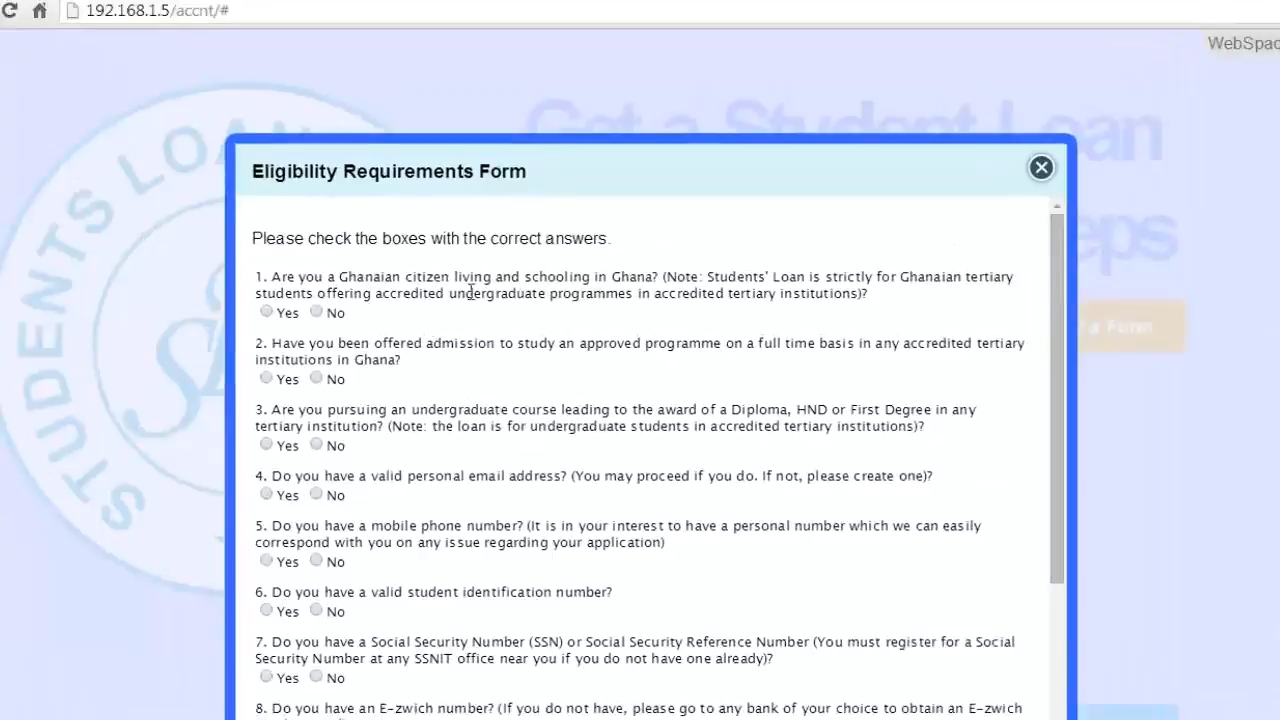 192.168.1.5/accnt/#
WebSpac
Get a Student Loan
eps
a Form
STUDENTS LOAN
Eligibility Requirements Form
Please check the boxes with the correct answers.
1. Are you a Ghanaian citizen living and schooling in Ghana? (Note: Students' Loan is strictly for Ghanaian tertiary
students offering accredited undergraduate programmes in accredited tertiary institutions)?
Yes No
2. Have you been offered admission to study an approved programme on a full time basis in any accredited tertiary
institutions in Ghana?
Yes No
3. Are you pursuing an undergraduate course leading to the award of a Diploma, HND or First Degree in any
tertiary institution? (Note: the loan is for undergraduate students in accredited tertiary institutions)?
Yes No
4. Do you have a valid personal email address? (You may proceed if you do. If not, please create one)?
Yes No
5. Do you have a mobile phone number? (It is in your interest to have a personal number which we can easily
correspond with you on any issue regarding your application)
Yes No
6. Do you have a valid student identification number?
Yes No
7. Do you have a Social Security Number (SSN) or Social Security Reference Number (You must register for a Social
Security Number at any SSNIT office near you if you do not have one already)?
Yes No
8. Do you have an E-zwich number? (If you do not have, please go to any bank of your choice to obtain an E-zwich